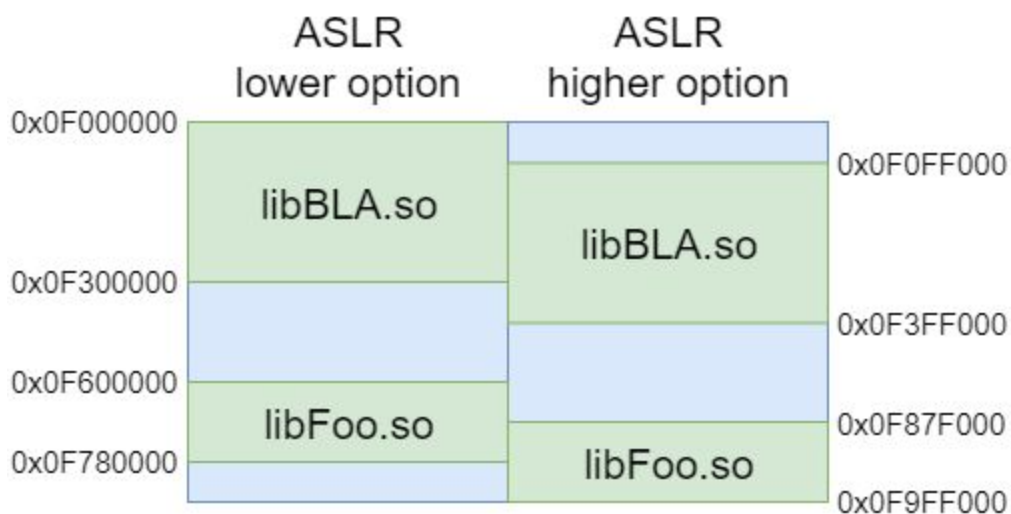 ASLR
lower option
ASLR
higher option
0x0F000000
0x0F0FF000
libBLA.so
libBLA.so
0x0F300000
0x0F3FF000
0x0F600000
0x0F87F000
libFoo.so
libFoo.so
0x0F780000
0x0F9FF000